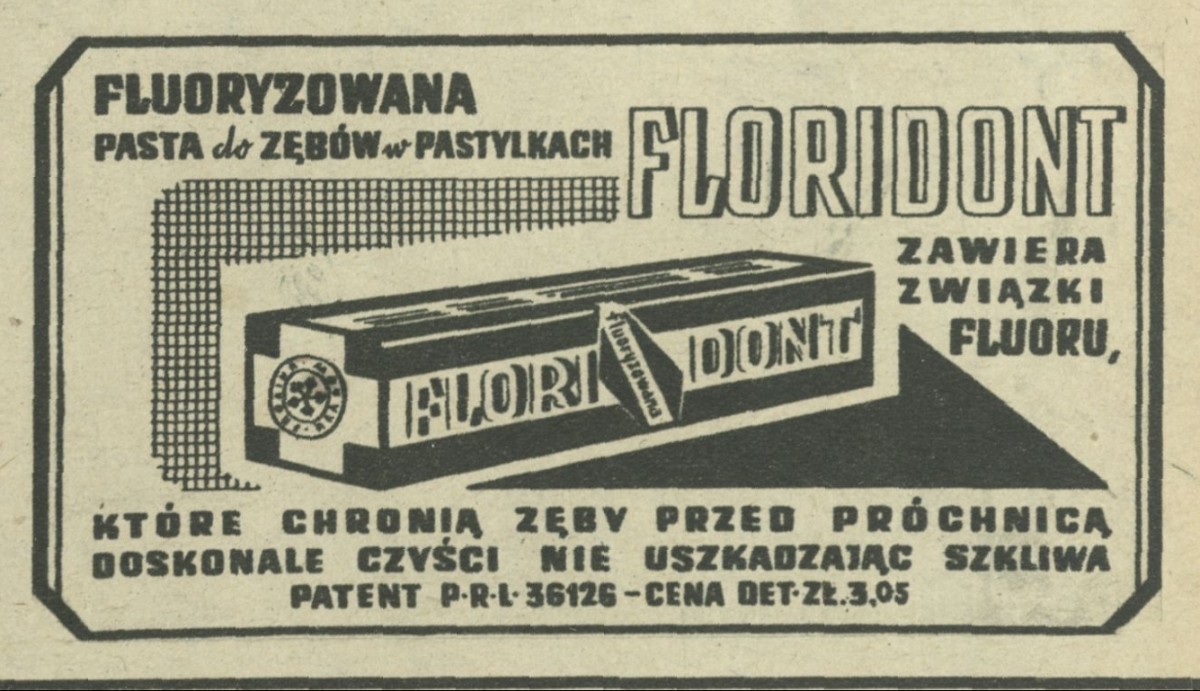 FLUORYZOWANA
PASTA do ZĘBÓW w PASTYLKACH
FLORIDONT
ZAWIERA
ZWIĄZKI
FLUORU,
FLORI DONT
fluoryzowana
KTÓRE CHRONIĄ ZĘBY PRZED PRÓCHNICĄ
DOSKONALE CZYŚCI NIE USZKADZAJĄC SZKLIWA
PATENT P·R·L· 36126 – CENA DET· ZŁ. 3,05